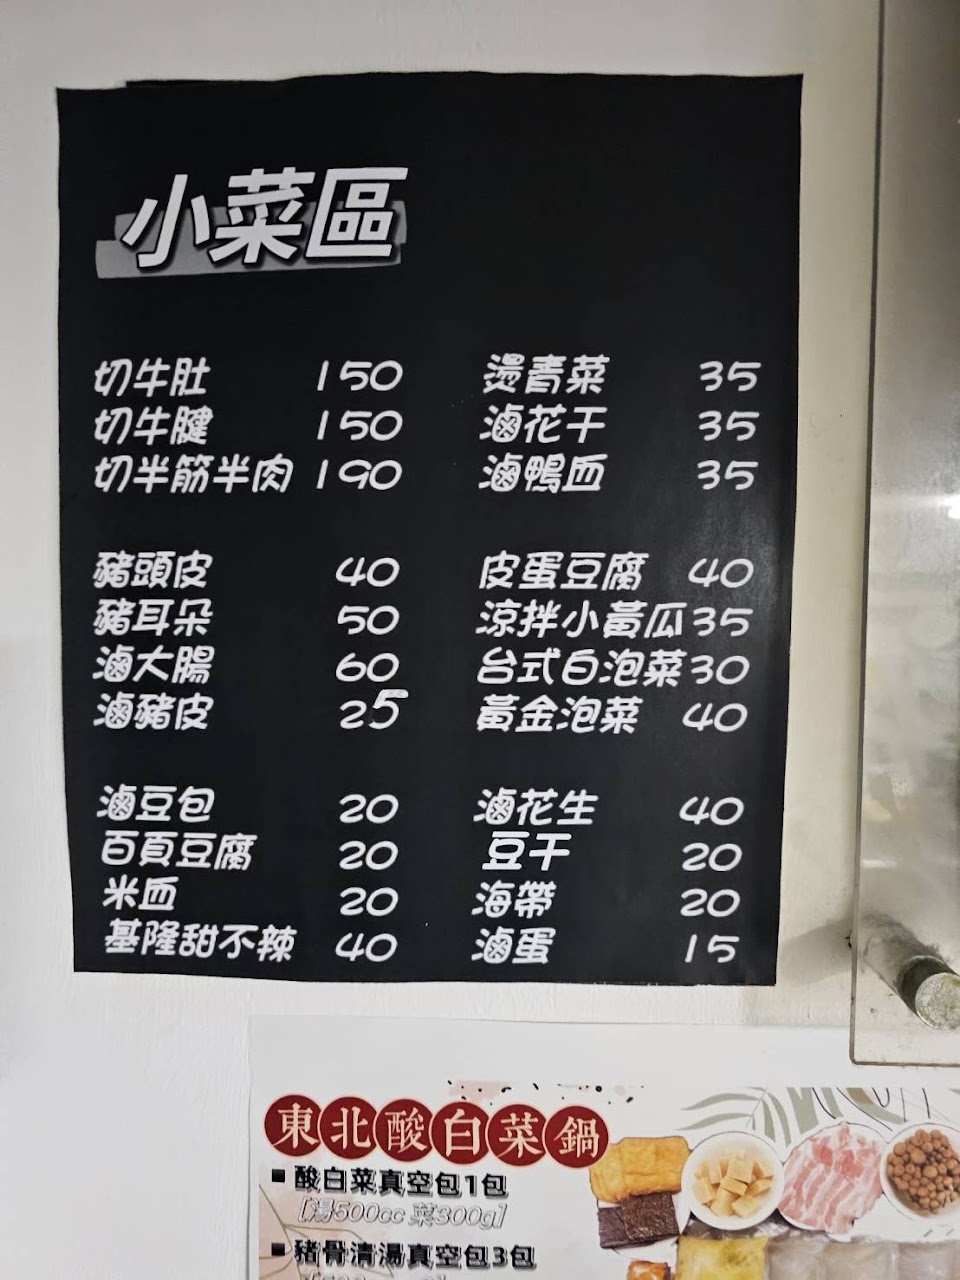 小菜區
切牛肚 150
切牛腱 150
切半筋半肉 190
豬頭皮 40
豬耳朵 50
滷大腸 60
滷豬皮 25
滷豆包 20
百頁豆腐 20
米血 20
基隆甜不辣 40
燙青菜 35
滷花干 35
滷鴨血 35
皮蛋豆腐 40
涼拌小黃瓜 35
台式白泡菜 30
黃金泡菜 40
滷花生 40
豆干 20
海帶 20
滷蛋 15
東北酸白菜鍋
■ 酸白菜真空包1包
[湯500cc 菜300g]
■ 豬骨清湯真空包3包